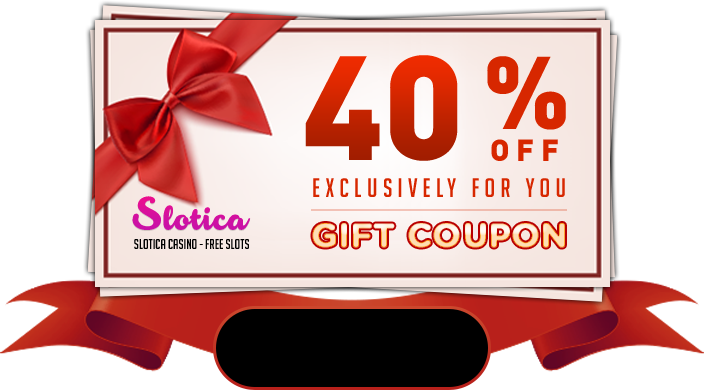 40%
OFF
EXCLUSIVELY FOR YOU
GIFT COUPON
Slotica
SLOTICA CASINO - FREE SLOTS